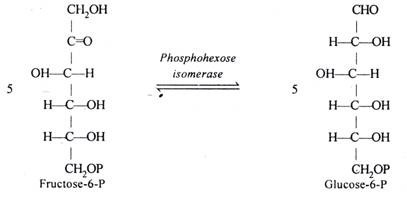 CH₂OH
C=O
OH—C—H
H—C—OH
H—C—OH
CH₂OP
5
Fructose-6-P
Phosphohexose
isomerase
CHO
H—C—OH
OH—C—H
H—C—OH
H—C—OH
CH₂OP
5
Glucose-6-P